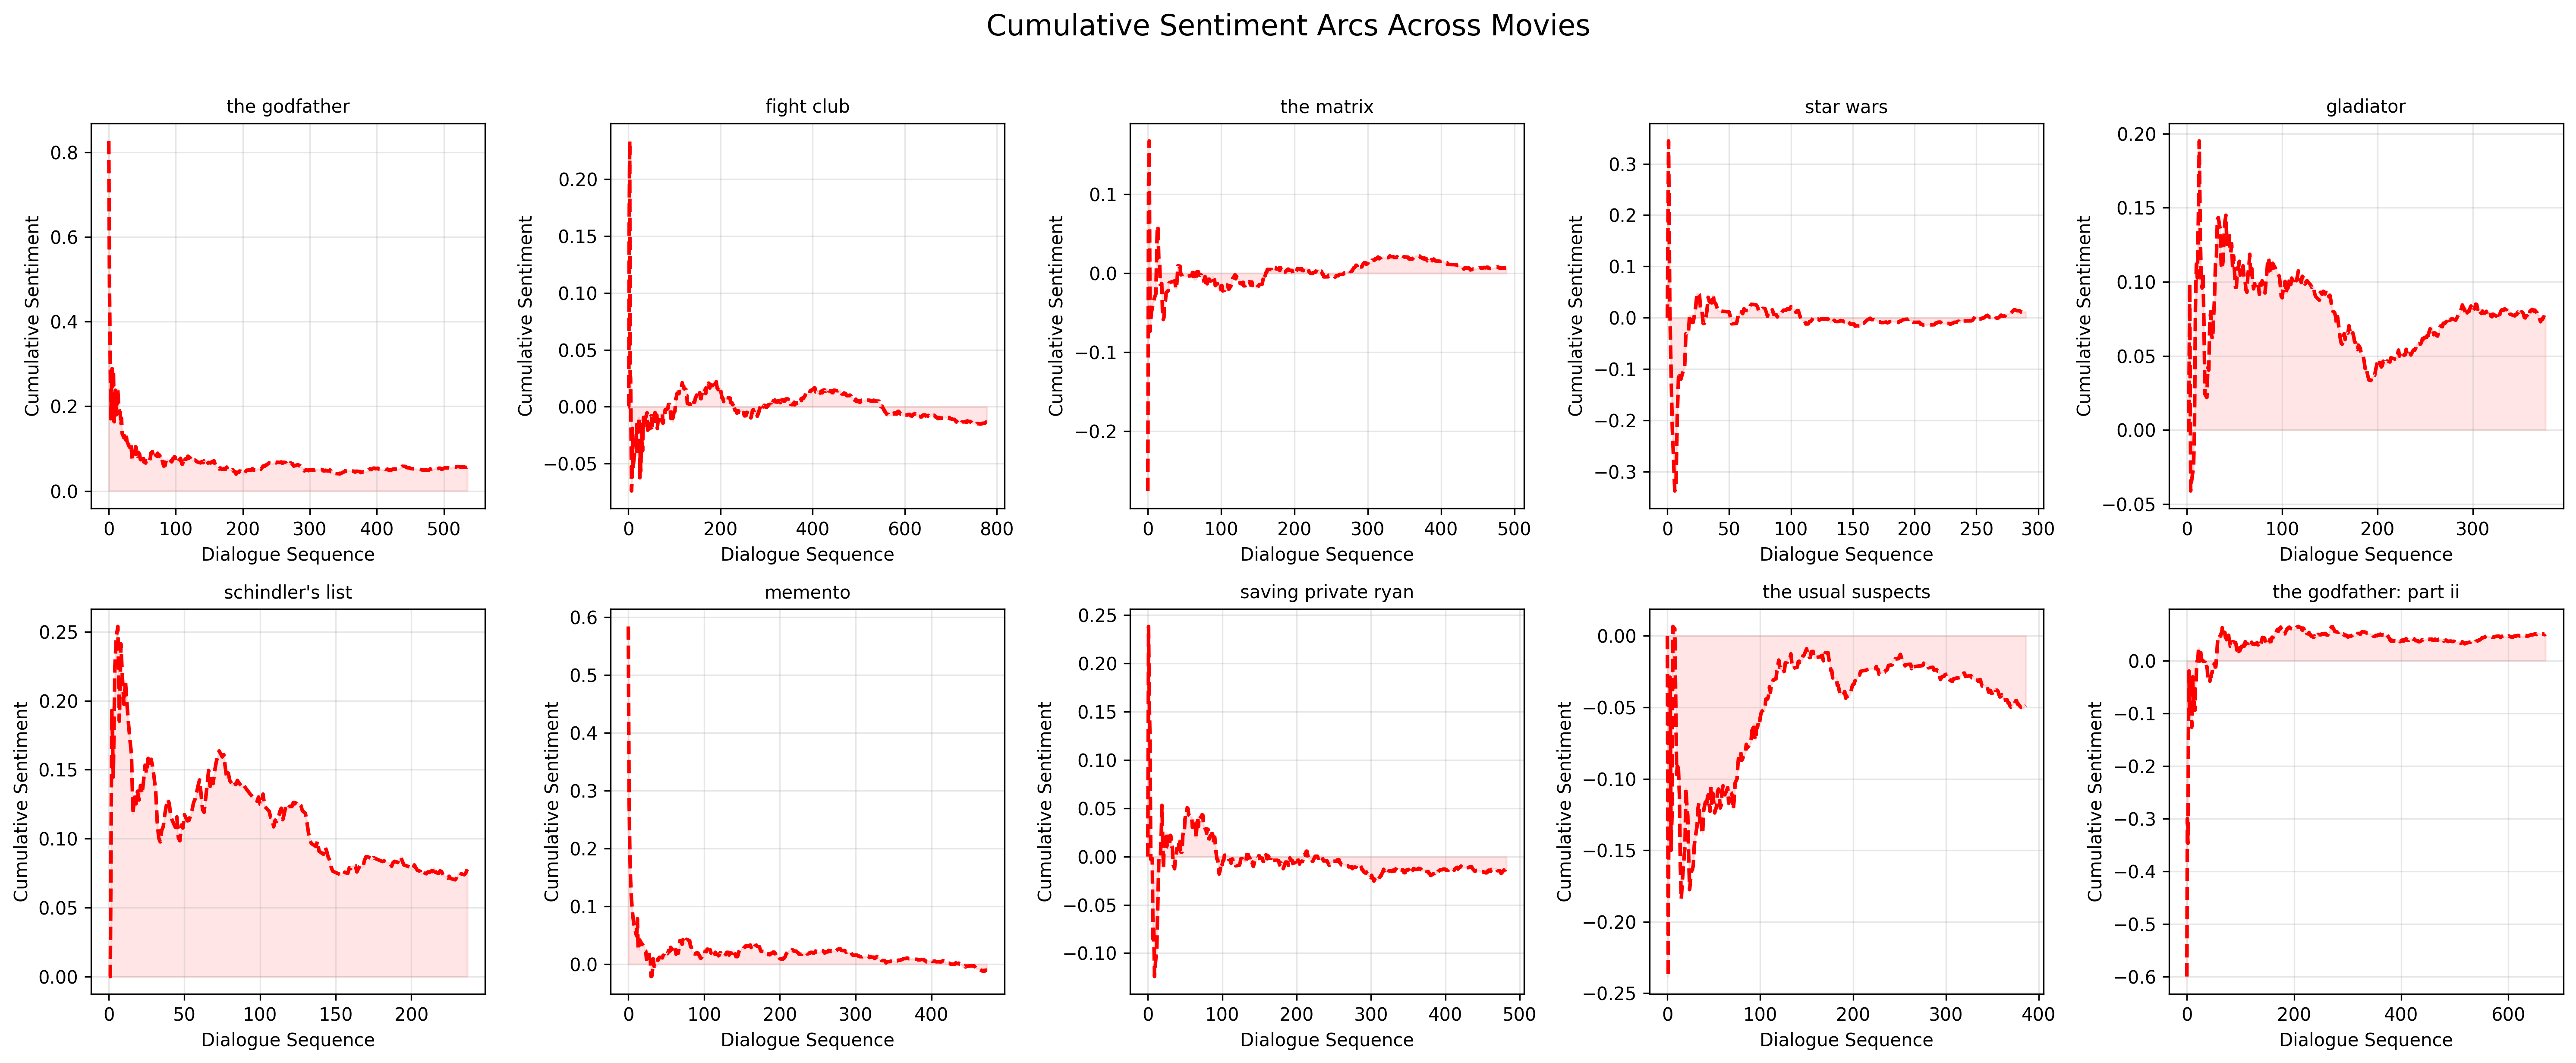 Cumulative Sentiment Arcs Across Movies
the godfather
fight club
the matrix
star wars
gladiator
Cumulative Sentiment
0.8
0.6
0.4
0.2
0.0
0 100 200 300 400 500
Dialogue Sequence
Cumulative Sentiment
0.20
0.15
0.10
0.05
0.00
−0.05
0 200 400 600 800
Dialogue Sequence
Cumulative Sentiment
0.1
0.0
−0.1
−0.2
0 100 200 300 400 500
Dialogue Sequence
Cumulative Sentiment
0.3
0.2
0.1
0.0
−0.1
−0.2
−0.3
0 50 100 150 200 250 300
Dialogue Sequence
Cumulative Sentiment
0.20
0.15
0.10
0.05
0.00
−0.05
0 100 200 300
Dialogue Sequence
schindler's list
memento
saving private ryan
the usual suspects
the godfather: part ii
Cumulative Sentiment
0.25
0.20
0.15
0.10
0.05
0.00
0 50 100 150 200
Dialogue Sequence
Cumulative Sentiment
0.6
0.5
0.4
0.3
0.2
0.1
0.0
0 100 200 300 400
Dialogue Sequence
Cumulative Sentiment
0.25
0.20
0.15
0.10
0.05
0.00
−0.05
−0.10
0 100 200 300 400 500
Dialogue Sequence
Cumulative Sentiment
0.00
−0.05
−0.10
−0.15
−0.20
−0.25
0 100 200 300 400
Dialogue Sequence
Cumulative Sentiment
0.0
−0.1
−0.2
−0.3
−0.4
−0.5
−0.6
0 200 400 600
Dialogue Sequence